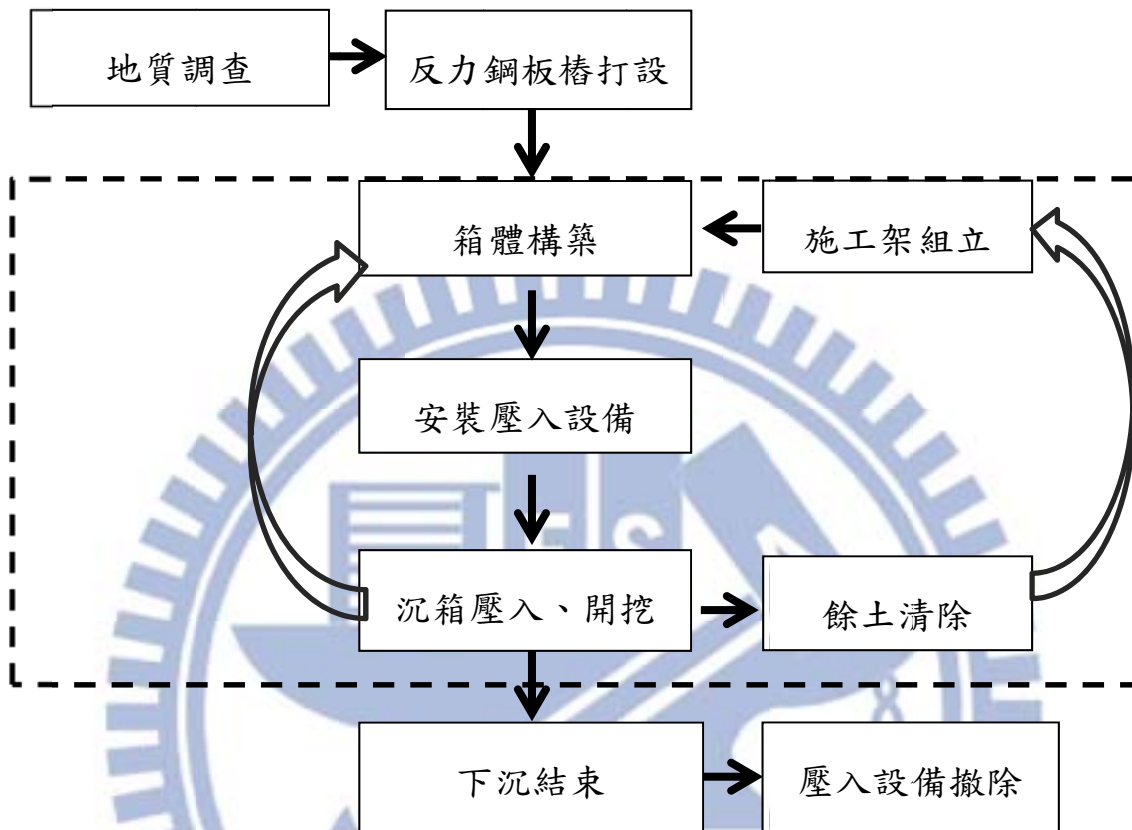 地質調查
反力鋼板樁打設
箱體構築
施工架組立
安裝壓入設備
沉箱壓入、開挖
餘土清除
下沉結束
壓入設備撤除